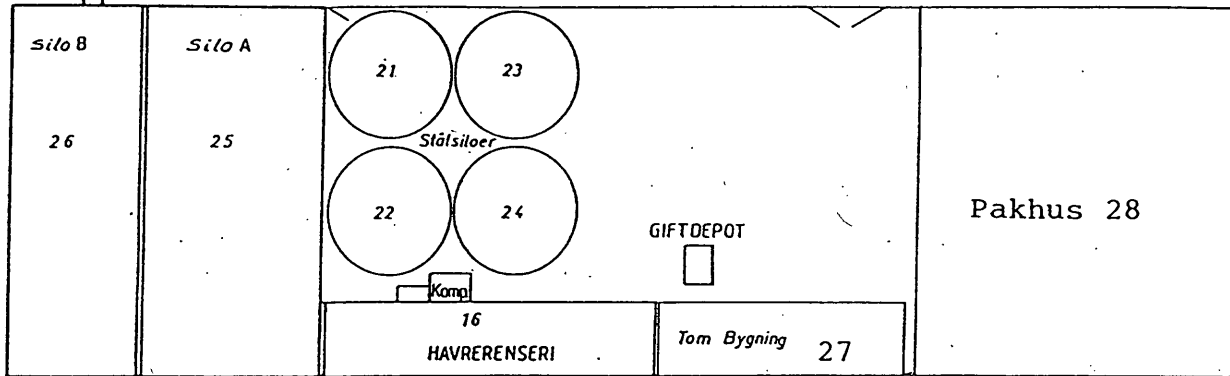 Silo B
26
Silo A
25
21
23
Stålsiloer
22
24
Komp.
16
HAVRERENSERI
GIFTDEPOT
Tom Bygning
27
Pakhus 28